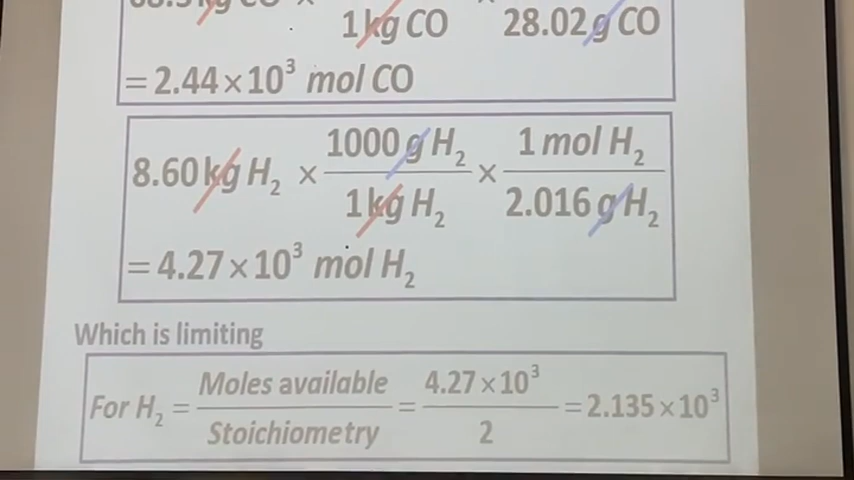 1 kg CO 28.02 g CO
= 2.44 × 10³ mol CO
8.60 kg H₂ × 1000 g H₂ / 1 kg H₂ × 1 mol H₂ / 2.016 g H₂
= 4.27 × 10³ mol H₂
Which is limiting
For H₂ = Moles available / Stoichiometry = 4.27 × 10³ / 2 = 2.135 × 10³